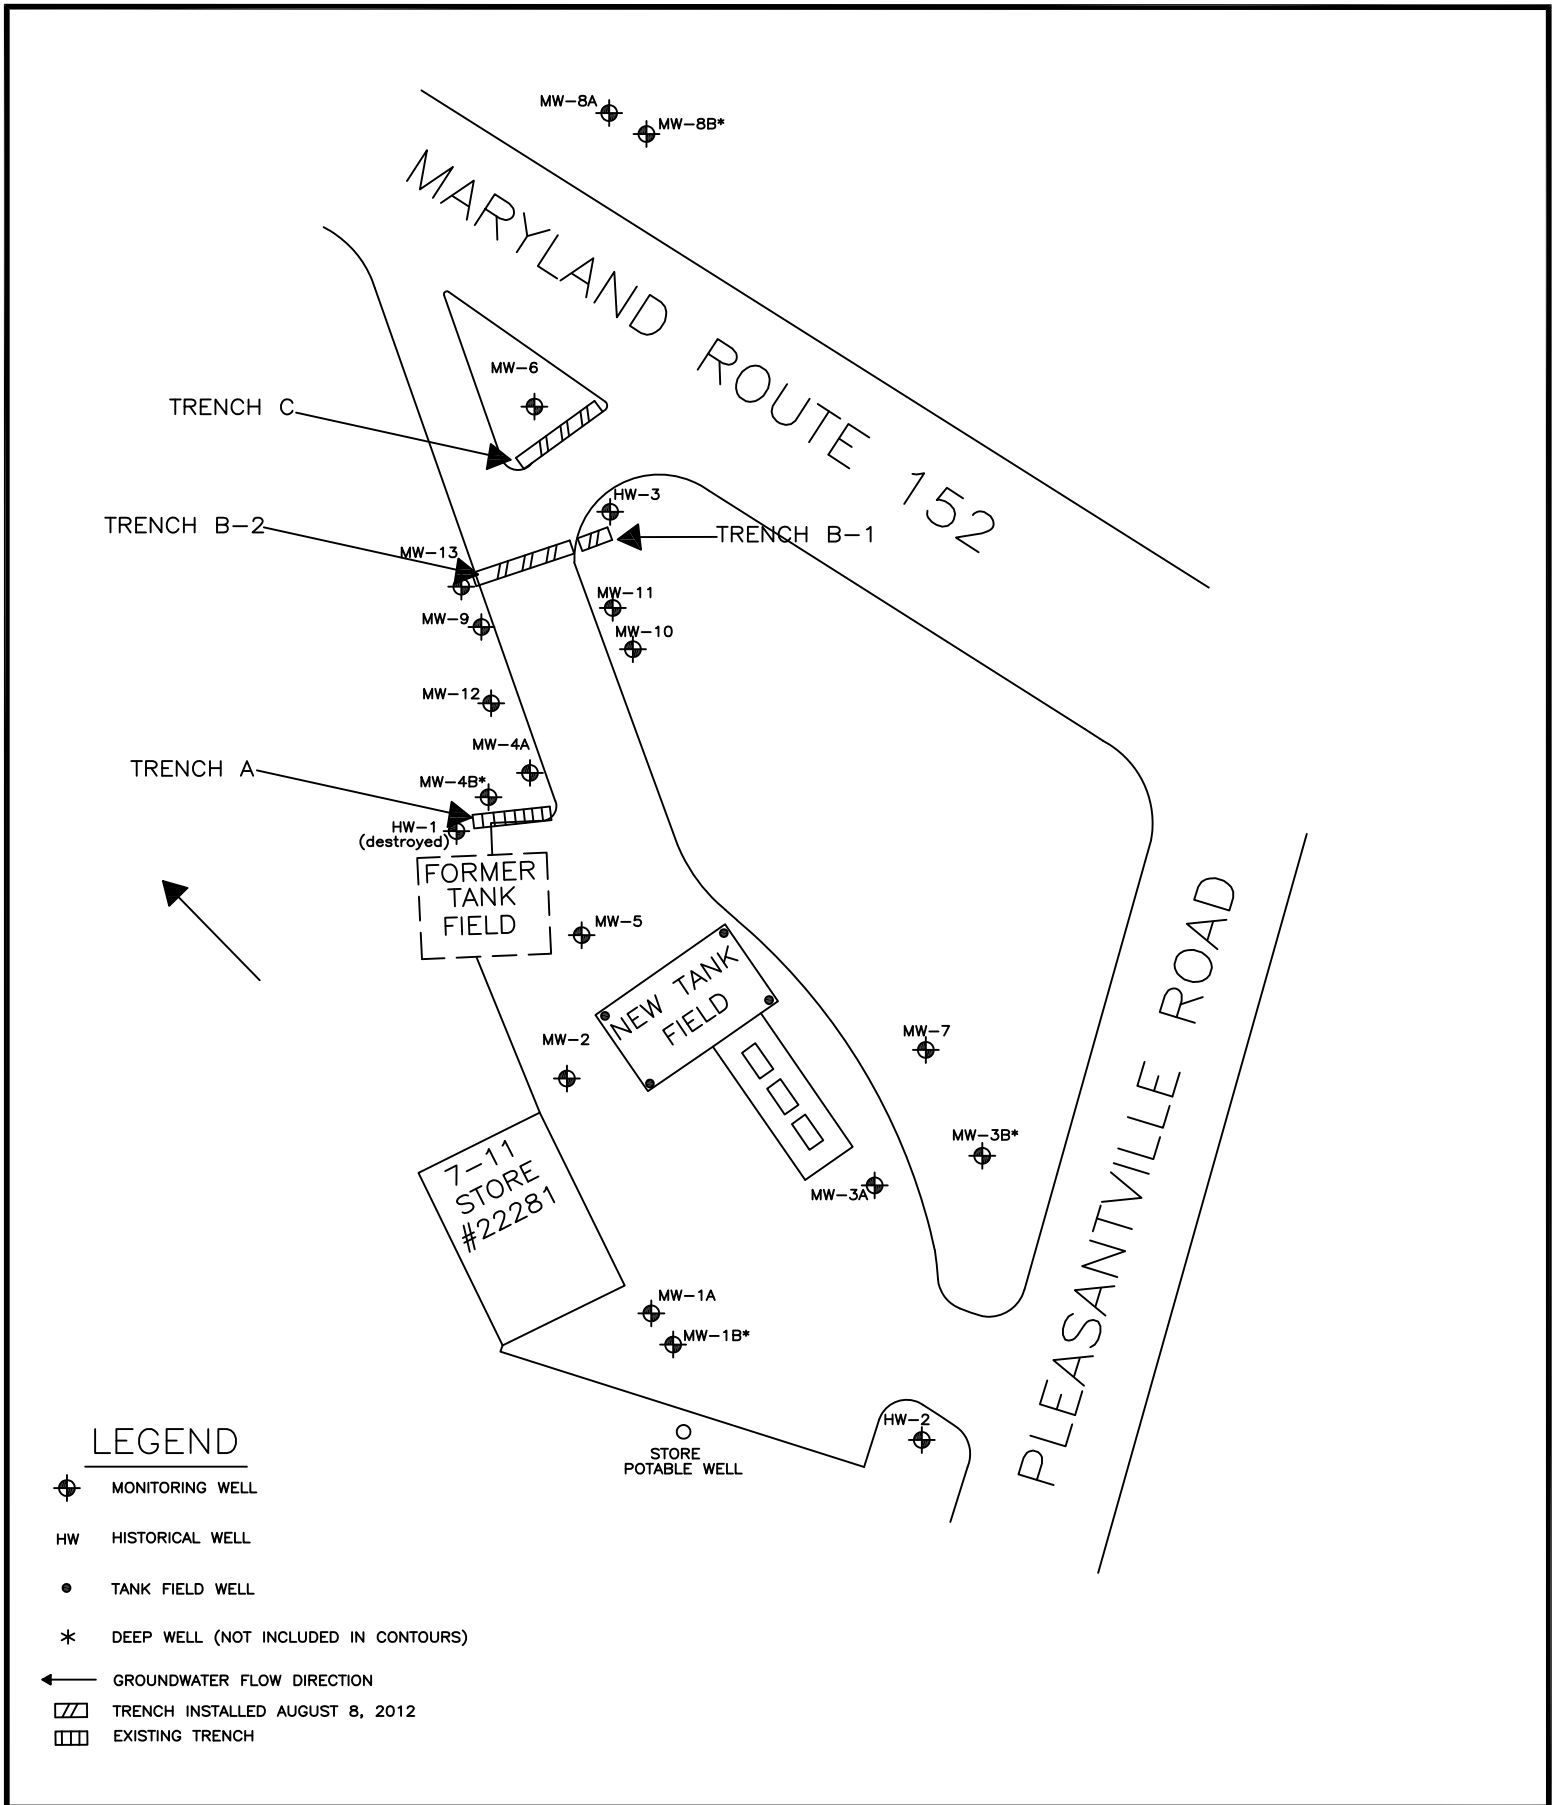 MW-8A
MW-8B*
MARYLAND ROUTE 152
MW-6
TRENCH C
HW-3
TRENCH B-2
TRENCH B-1
MW-13
MW-11
MW-9
MW-10
MW-12
MW-4A
TRENCH A
MW-4B*
HW-1
(destroyed)
FORMER
TANK
FIELD
MW-5
NEW TANK
FIELD
MW-2
MW-7
PLEASANTVILLE ROAD
MW-3B*
MW-3A
7-11
STORE
#22281
MW-1A
MW-1B*
HW-2
STORE
POTABLE WELL
LEGEND
MONITORING WELL
HW HISTORICAL WELL
TANK FIELD WELL
* DEEP WELL (NOT INCLUDED IN CONTOURS)
GROUNDWATER FLOW DIRECTION
TRENCH INSTALLED AUGUST 8, 2012
EXISTING TRENCH